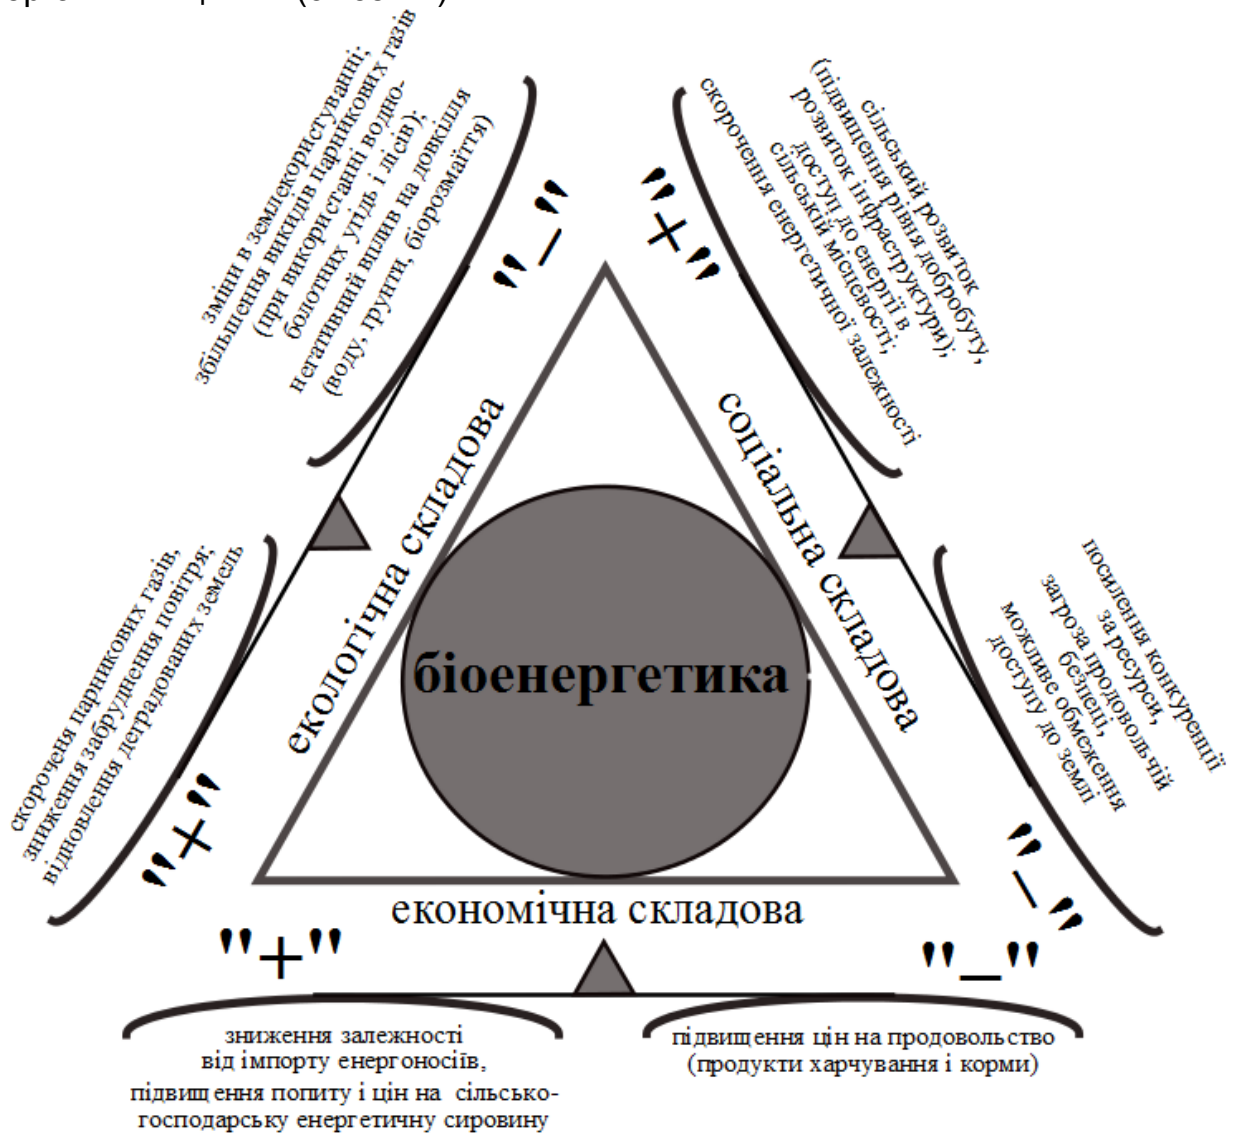 зміни в землекористуванні;
збільшення викидів парникових газів
(при використанні водно-
болотних угідь і лісів);
негативний вплив на довкілля
(воду, грунти, біорозмаїття)
"–"
"+"
сільський розвиток
(підвищення рівня добробуту,
розвиток інфраструктури);
доступ до енергії в
сільській місцевості;
скорочення енергетичної залежності
екологічна складова
соціальна складова
біоенергетика
скороченя парникових газів,
зниження забруднення повітря;
відновлення деградованих земель
"+"
посилення конкуренції
за ресурси,
загроза продовольчій
безпеці,
можливе обмеження
доступу до землі
"–"
економічна складова
"+"
"–"
зниження залежності
від імпорту енергоносіїв,
підвищення попиту і цін на сільсько-
господарську енергетичну сировину
підвищення цін на продовольство
(продукти харчування і корми)